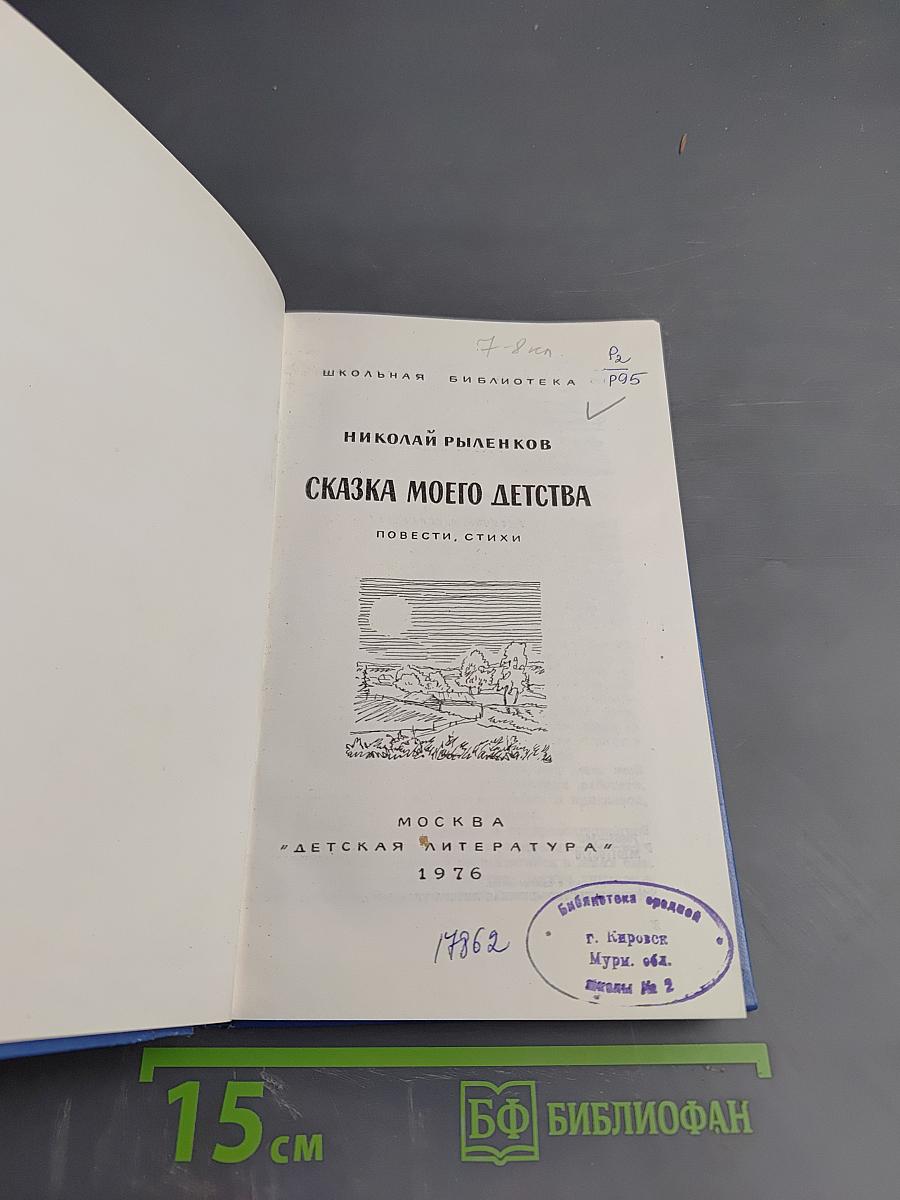 7-8 кл.
Р2
Р95
ШКОЛЬНАЯ БИБЛИОТЕКА
НИКОЛАЙ РЫЛЕНКОВ
СКАЗКА МОЕГО ДЕТСТВА
ПОВЕСТИ, СТИХИ
МОСКВА
"ДЕТСКАЯ ЛИТЕРАТУРА"
1976
17862
Библиотека средней
г. Кировск
Мурм. обл.
школы № 2
15 см
БФ БИБЛИОФАН